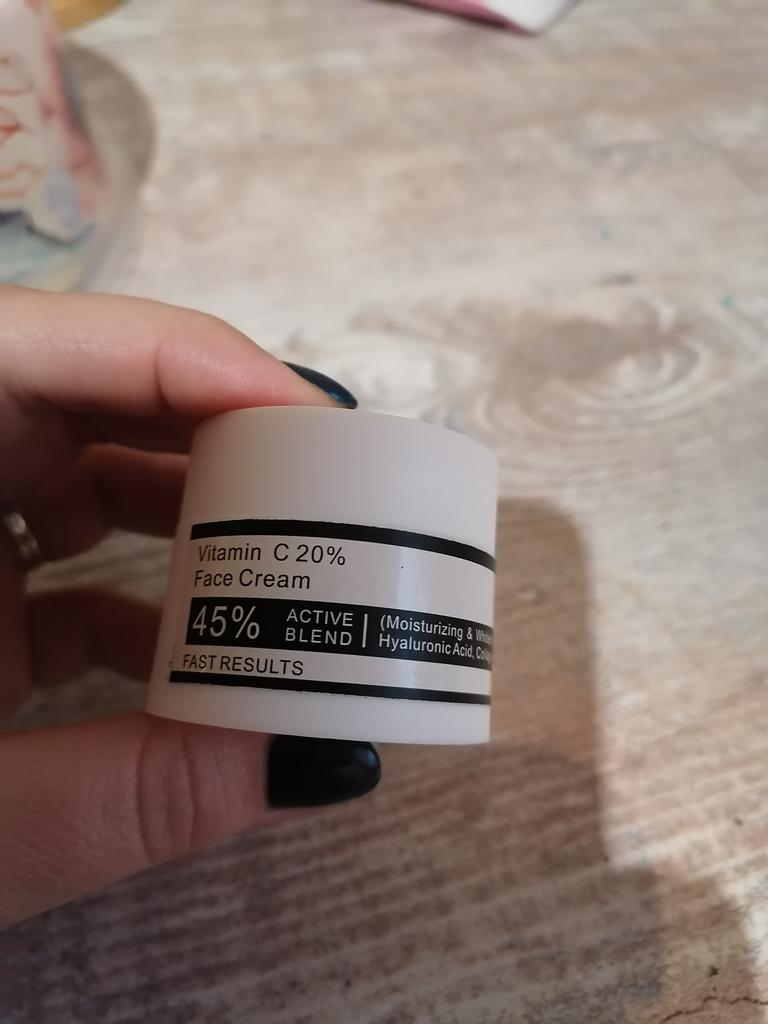 Vitamin C 20%
Face Cream
45% ACTIVE BLEND
(Moisturizing &
Hyaluronic Acid,
FAST RESULTS